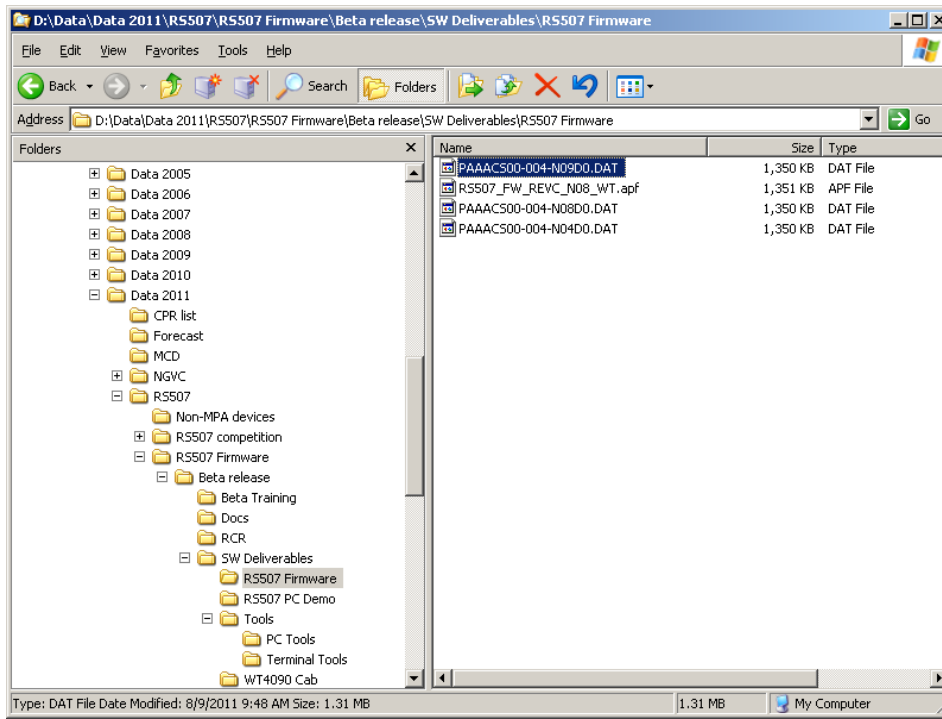 D:\Data\Data 2011\RS507\RS507 Firmware\Beta release\SW Deliverables\RS507 Firmware
File Edit View Favorites Tools Help
Back Search Folders
Address D:\Data\Data 2011\RS507\RS507 Firmware\Beta release\SW Deliverables\RS507 Firmware Go
Folders
Data 2005
Data 2006
Data 2007
Data 2008
Data 2009
Data 2010
Data 2011
CPR list
Forecast
MCD
NGVC
RS507
Non-MPA devices
RS507 competition
RS507 Firmware
Beta release
Beta Training
Docs
RCR
SW Deliverables
RS507 Firmware
RS507 PC Demo
Tools
PC Tools
Terminal Tools
WT4090 Cab
Name Size Type
PAAACS00-004-N09D0.DAT 1,350 KB DAT File
RS507_FW_REVC_N08_WT.apf 1,351 KB APF File
PAAACS00-004-N08D0.DAT 1,350 KB DAT File
PAAACS00-004-N04D0.DAT 1,350 KB DAT File
Type: DAT File Date Modified: 8/9/2011 9:48 AM Size: 1.31 MB 1.31 MB My Computer